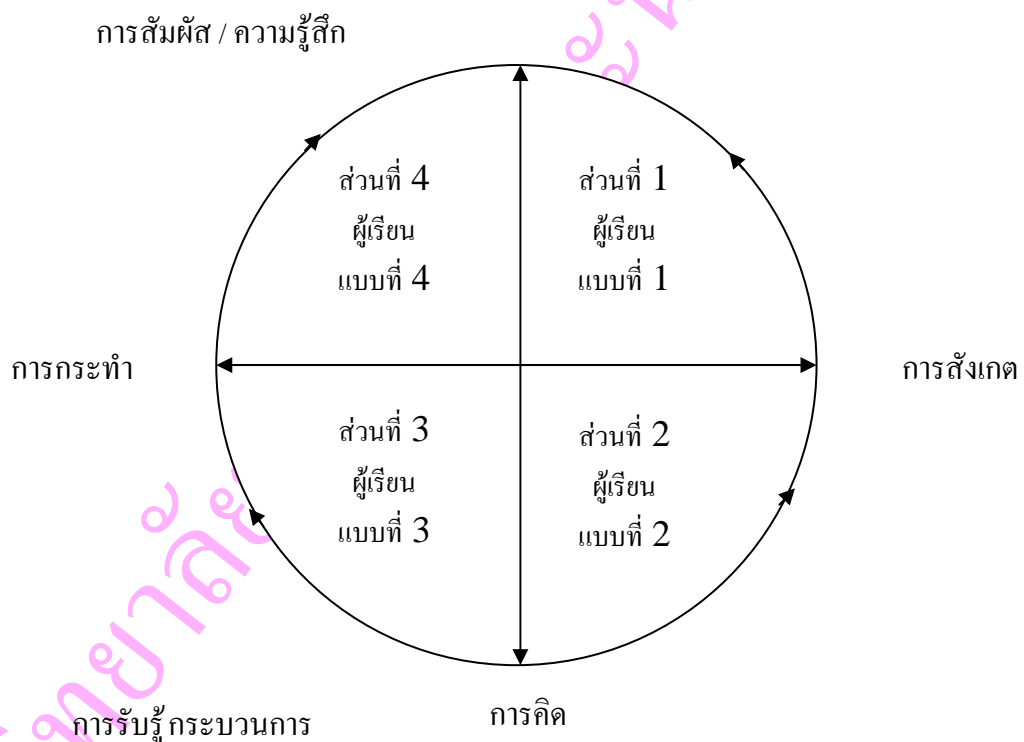 การสัมผัส / ความรู้สึก
ส่วนที่ 4
ผู้เรียน
แบบที่ 4
ส่วนที่ 1
ผู้เรียน
แบบที่ 1
การกระทำ
การสังเกต
ส่วนที่ 3
ผู้เรียน
แบบที่ 3
ส่วนที่ 2
ผู้เรียน
แบบที่ 2
การคิด
การรับรู้ กระบวนการ